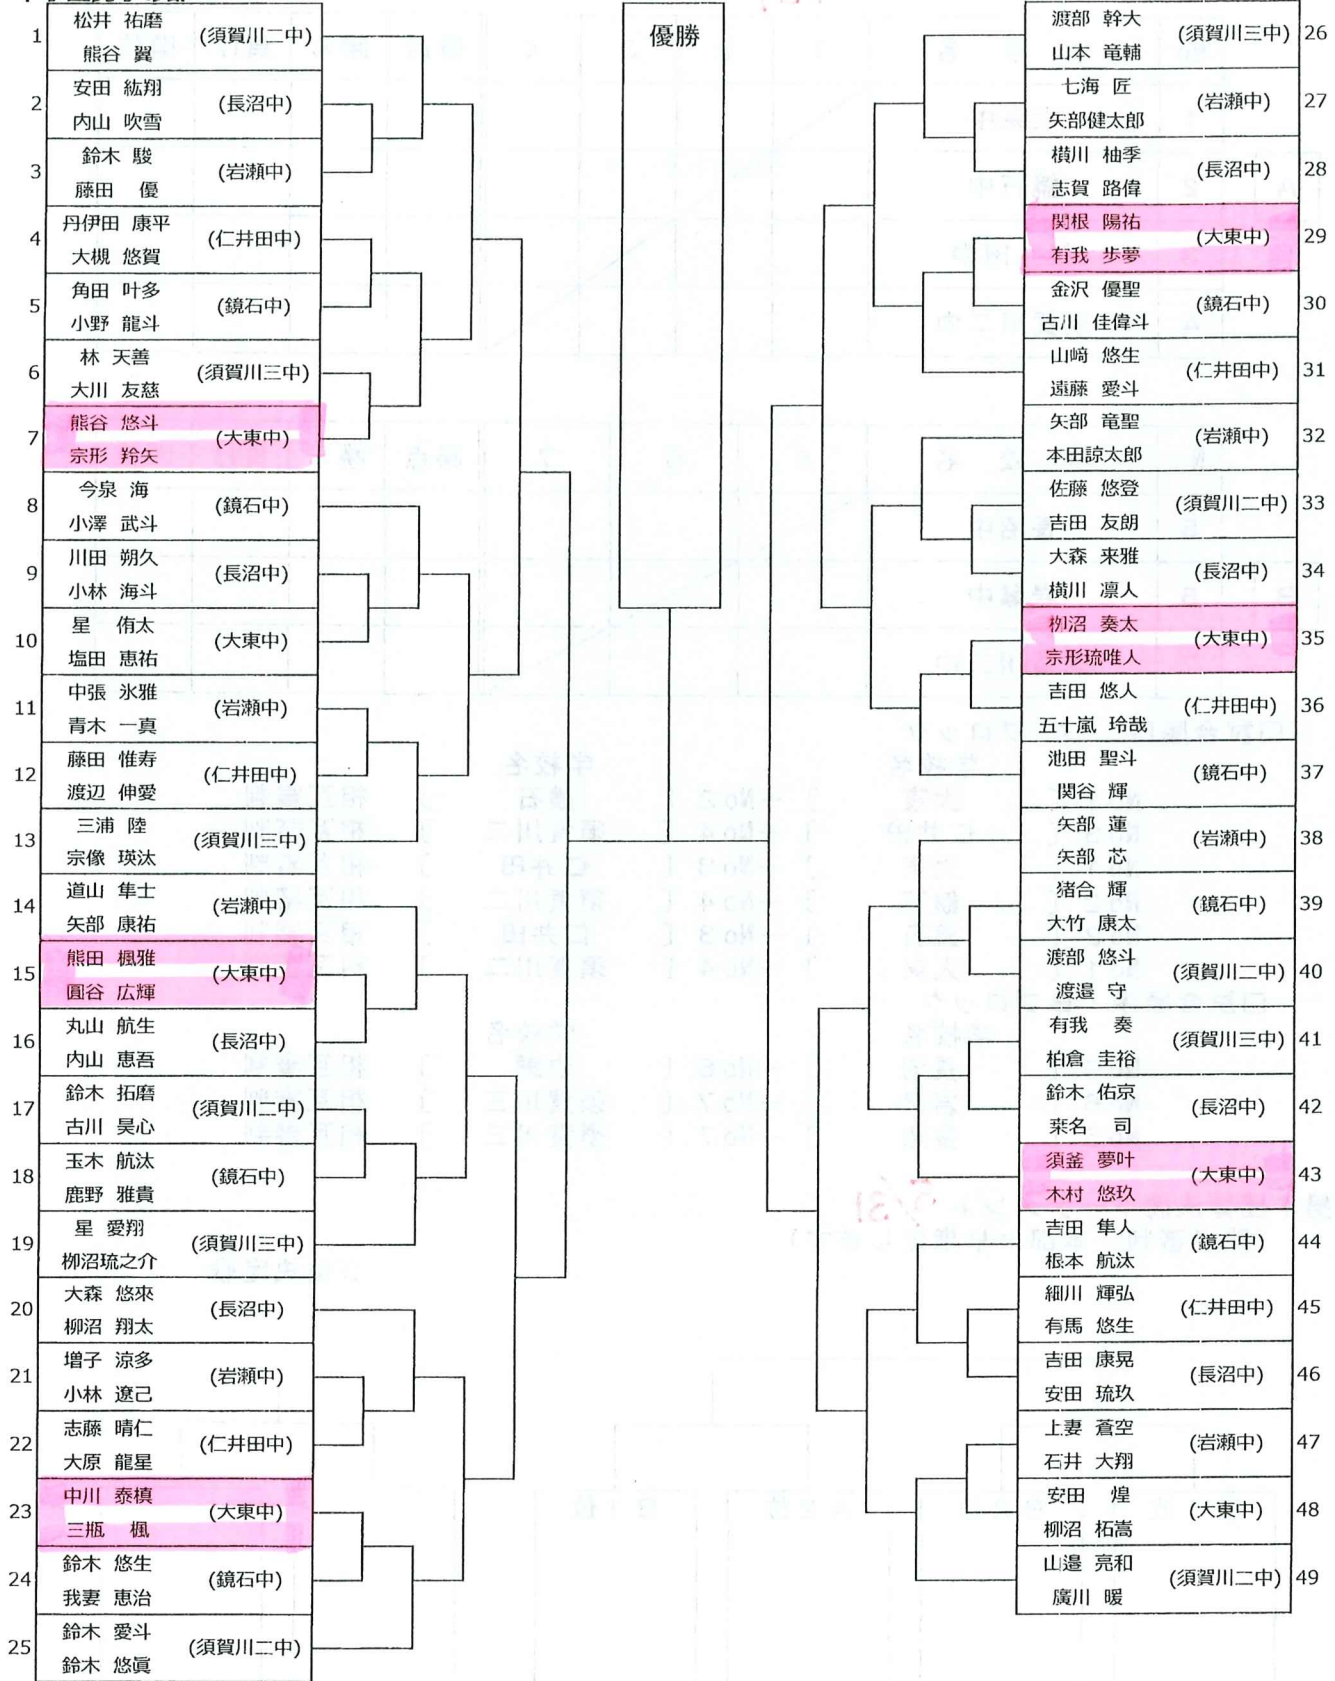 優勝
1
松井 祐磨
熊谷 翼
(須賀川二中)
2
安田 紘翔
内山 吹雪
(長沼中)
3
鈴木 駿
藤田 優
(岩瀬中)
4
丹伊田 康平
大槻 悠賀
(仁井田中)
5
角田 叶多
小野 龍斗
(鏡石中)
6
林 天善
大川 友慈
(須賀川三中)
7
熊谷 悠斗
宗形 羚矢
(大東中)
8
今泉 海
小澤 武斗
(鏡石中)
9
川田 朔久
小林 海斗
(長沼中)
10
星 侑太
塩田 恵祐
(大東中)
11
中張 氷雅
青木 一真
(岩瀬中)
12
藤田 惟寿
渡辺 伸愛
(仁井田中)
13
三浦 陸
宗像 瑛汰
(須賀川三中)
14
道山 隼士
矢部 康祐
(岩瀬中)
15
熊田 楓雅
圓谷 広輝
(大東中)
16
丸山 航生
内山 恵吾
(長沼中)
17
鈴木 拓磨
古川 昊心
(須賀川二中)
18
玉木 航汰
鹿野 雅貴
(鏡石中)
19
星 愛翔
栁沼琉之介
(須賀川三中)
20
大森 悠來
柳沼 翔太
(長沼中)
21
増子 涼多
小林 遼己
(岩瀬中)
22
志藤 晴仁
大原 龍星
(仁井田中)
23
中川 泰槙
三瓶 楓
(大東中)
24
鈴木 悠生
我妻 恵治
(鏡石中)
25
鈴木 愛斗
鈴木 悠眞
(須賀川二中)
渡部 幹大
山本 竜輔
(須賀川三中)
26
七海 匠
矢部健太郎
(岩瀬中)
27
横川 柚季
志賀 路偉
(長沼中)
28
関根 陽祐
有我 歩夢
(大東中)
29
金沢 優聖
古川 佳偉斗
(鏡石中)
30
山﨑 悠生
遠藤 愛斗
(仁井田中)
31
矢部 竜聖
本田諒太郎
(岩瀬中)
32
佐藤 悠登
吉田 友朗
(須賀川二中)
33
大森 来雅
横川 凛人
(長沼中)
34
栁沼 奏太
宗形琉唯人
(大東中)
35
吉田 悠人
五十嵐 玲哉
(仁井田中)
36
池田 聖斗
関谷 輝
(鏡石中)
37
矢部 蓮
矢部 芯
(岩瀬中)
38
猪合 輝
大竹 康太
(鏡石中)
39
渡部 悠斗
渡邉 守
(須賀川二中)
40
有我 奏
柏倉 圭裕
(須賀川三中)
41
鈴木 佑京
桒名 司
(長沼中)
42
須釜 夢叶
木村 悠玖
(大東中)
43
吉田 隼人
根本 航汰
(鏡石中)
44
細川 輝弘
有馬 悠生
(仁井田中)
45
吉田 康晃
安田 琉玖
(長沼中)
46
上妻 蒼空
石井 大翔
(岩瀬中)
47
安田 煌
柳沼 柘嵩
(大東中)
48
山邉 亮和
廣川 暖
(須賀川二中)
49